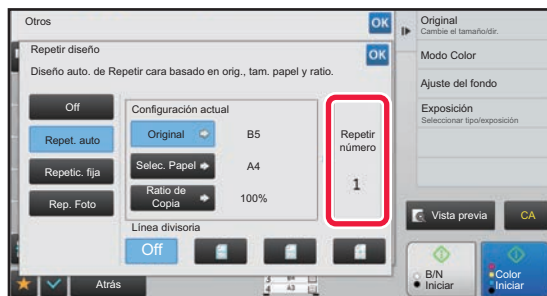 Otros
OK
Repetir diseño
OK
Diseño auto. de Repetir cara basado en orig., tam. papel y ratio.
Off
Repet. auto
Repetic. fija
Rep. Foto
Configuración actual
Original
B5
Selec. Papel
A4
Ratio de
Copia
100%
Repetir
número
1
Línea divisoria
Off
Atrás
A3
Original
Cambie el tamaño/dir.
Modo Color
Ajuste del fondo
Exposición
Seleccionar tipo/exposición
Vista previa
CA
B/N
Iniciar
Color
Iniciar